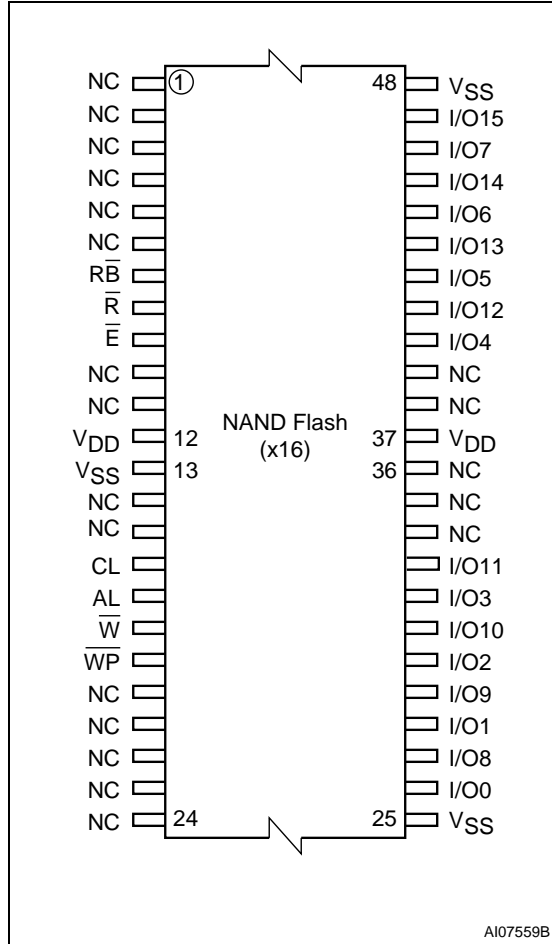 NC 1 48 VSS
NC I/O15
NC I/O7
NC I/O14
NC I/O6
NC I/O13
RB̅ I/O5
R̅ I/O12
E̅ I/O4
NC NC
NC NC
VDD 12 NAND Flash 37 VDD
(x16)
VSS 13 36 NC
NC NC
NC NC
CL I/O11
AL I/O3
W̅ I/O10
W̅P̅ I/O2
NC I/O9
NC I/O1
NC I/O8
NC I/O0
NC 24 25 VSS
AI07559B